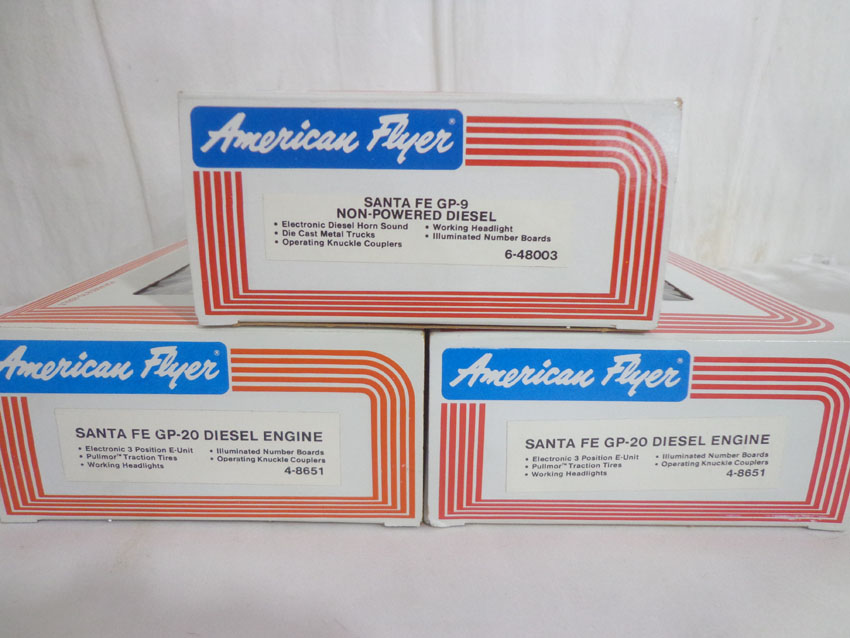 American Flyer®
SANTA FE GP-9
NON-POWERED DIESEL
• Electronic Diesel Horn Sound • Working Headlight
• Die Cast Metal Trucks • Illuminated Number Boards
• Operating Knuckle Couplers
6-48003
American Flyer®
SANTA FE GP-20 DIESEL ENGINE
• Electronic 3 Position E-Unit • Illuminated Number Boards
• Pullmor™ Traction Tires • Operating Knuckle Couplers
• Working Headlights
4-8651
American Flyer®
SANTA FE GP-20 DIESEL ENGINE
• Electronic 3 Position E-Unit • Illuminated Number Boards
• Pullmor™ Traction Tires • Operating Knuckle Couplers
• Working Headlights
4-8651